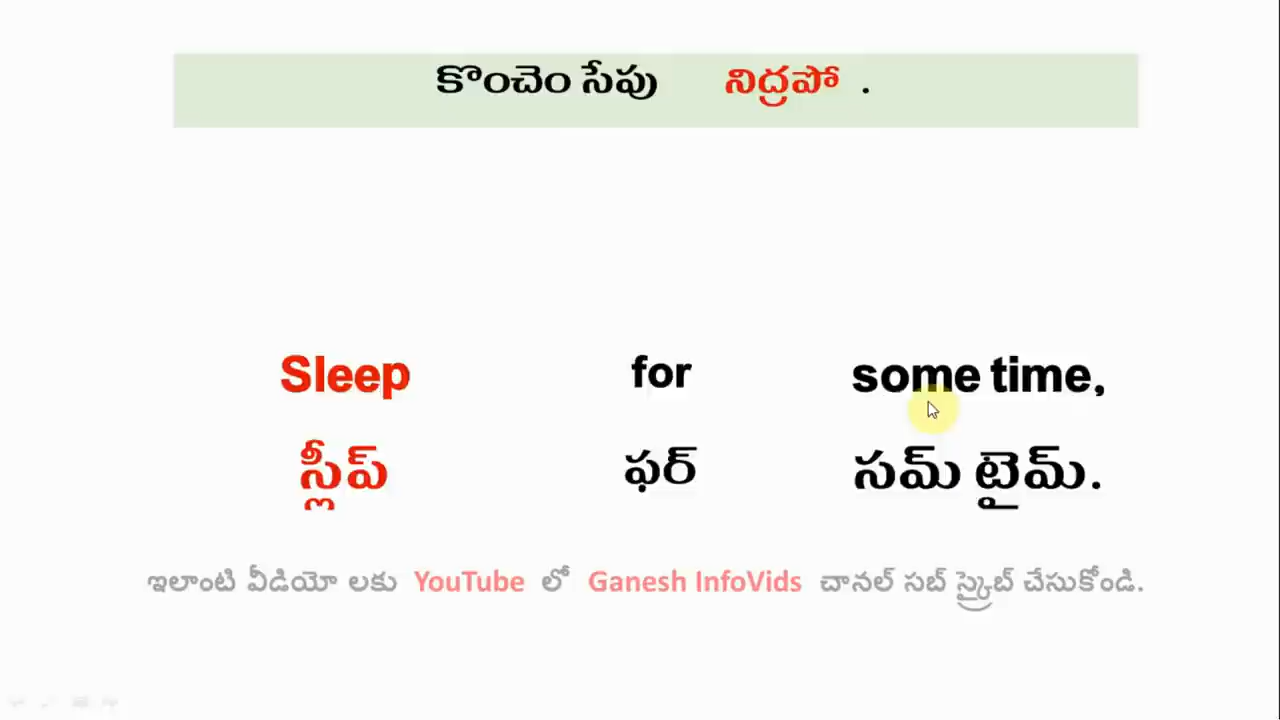 కొంచెం సేపు నిద్రపో .
Sleep for some time,
స్లీప్ ఫర్ సమ్ టైమ్.
ఇలాంటి వీడియో లకు YouTube లో Ganesh InfoVids చానల్ సబ్ స్క్రైబ్ చేసుకోండి.